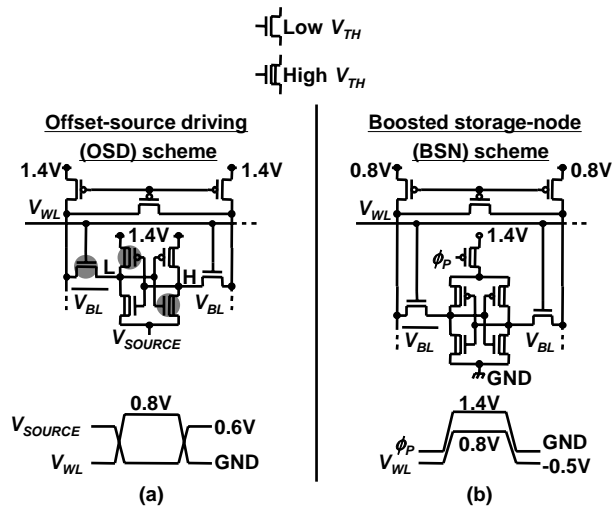 Low V_TH
High V_TH
Offset-source driving
(OSD) scheme
1.4V 1.4V
V_WL
1.4V
L H
V_BL V_BL
V_SOURCE
0.8V
V_SOURCE 0.6V
V_WL GND
(a)
Boosted storage-node
(BSN) scheme
0.8V 0.8V
V_WL
1.4V
ϕ_P
V_BL V_BL
GND
1.4V
ϕ_P GND
0.8V
V_WL -0.5V
(b)